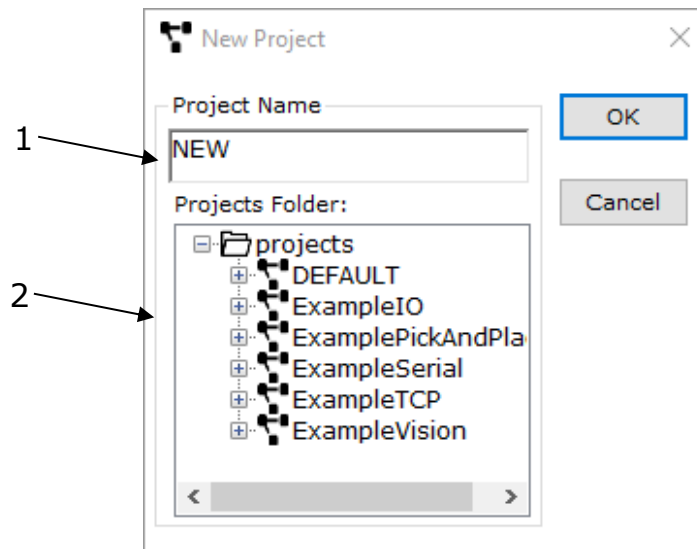 New Project
Project Name
OK
1
NEW
Projects Folder:
Cancel
projects
DEFAULT
2
ExampleIO
ExamplePickAndPla
ExampleSerial
ExampleTCP
ExampleVision